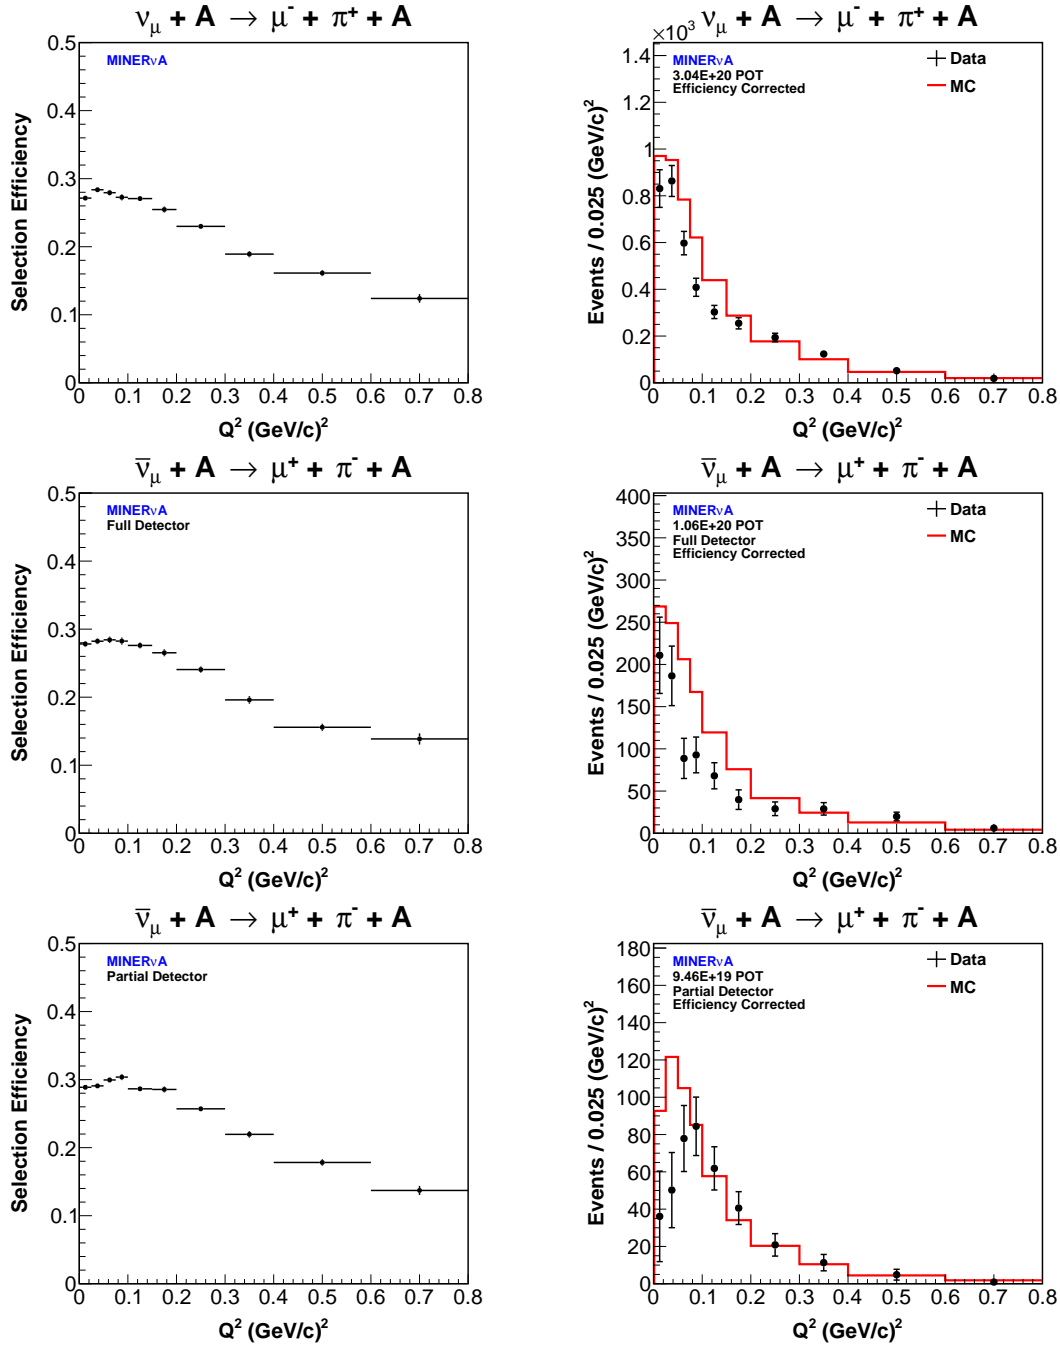 ν_μ + A → μ⁻ + π⁺ + A
0.5
0.4
0.3
0.2
0.1
0
Selection Efficiency
MINERνA
0 0.1 0.2 0.3 0.4 0.5 0.6 0.7 0.8
Q² (GeV/c)²
ν_μ + A → μ⁻ + π⁺ + A
×10³
1.4
1.2
1
0.8
0.6
0.4
0.2
0
Events / 0.025 (GeV/c)²
MINERνA
3.04E+20 POT
Efficiency Corrected
Data
MC
0 0.1 0.2 0.3 0.4 0.5 0.6 0.7 0.8
Q² (GeV/c)²
ν̅_μ + A → μ⁺ + π⁻ + A
0.5
0.4
0.3
0.2
0.1
0
Selection Efficiency
MINERνA
Full Detector
0 0.1 0.2 0.3 0.4 0.5 0.6 0.7 0.8
Q² (GeV/c)²
ν̅_μ + A → μ⁺ + π⁻ + A
400
350
300
250
200
150
100
50
0
Events / 0.025 (GeV/c)²
MINERνA
1.06E+20 POT
Full Detector
Efficiency Corrected
Data
MC
0 0.1 0.2 0.3 0.4 0.5 0.6 0.7 0.8
Q² (GeV/c)²
ν̅_μ + A → μ⁺ + π⁻ + A
0.5
0.4
0.3
0.2
0.1
0
Selection Efficiency
MINERνA
Partial Detector
0 0.1 0.2 0.3 0.4 0.5 0.6 0.7 0.8
Q² (GeV/c)²
ν̅_μ + A → μ⁺ + π⁻ + A
180
160
140
120
100
80
60
40
20
0
Events / 0.025 (GeV/c)²
MINERνA
9.46E+19 POT
Partial Detector
Efficiency Corrected
Data
MC
0 0.1 0.2 0.3 0.4 0.5 0.6 0.7 0.8
Q² (GeV/c)²